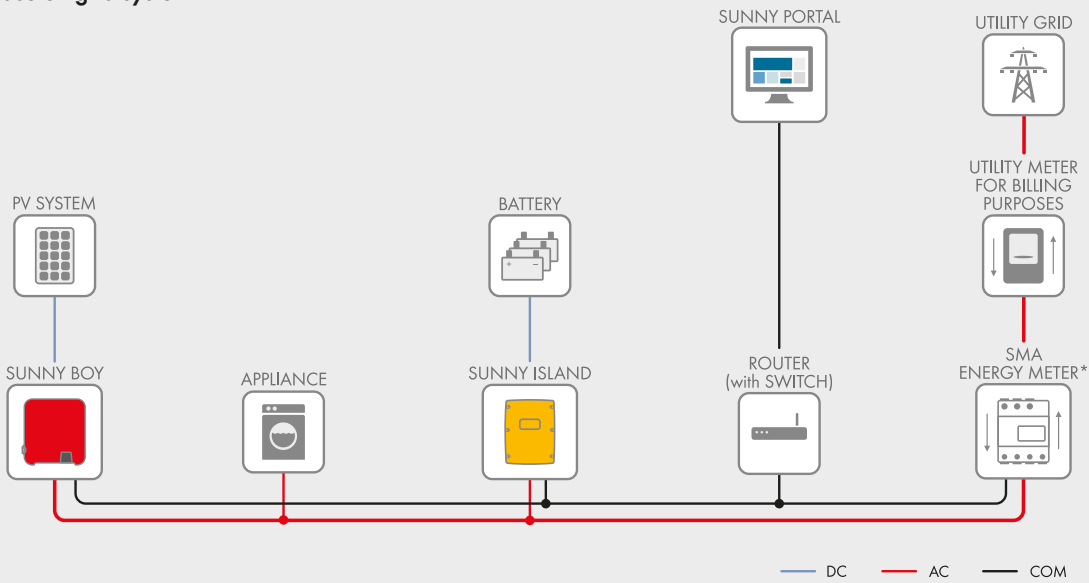 SUNNY PORTAL
UTILITY GRID
UTILITY METER
FOR BILLING
PURPOSES
PV SYSTEM
BATTERY
SUNNY BOY
APPLIANCE
SUNNY ISLAND
ROUTER
(with SWITCH)
SMA
ENERGY METER*
DC
AC
COM